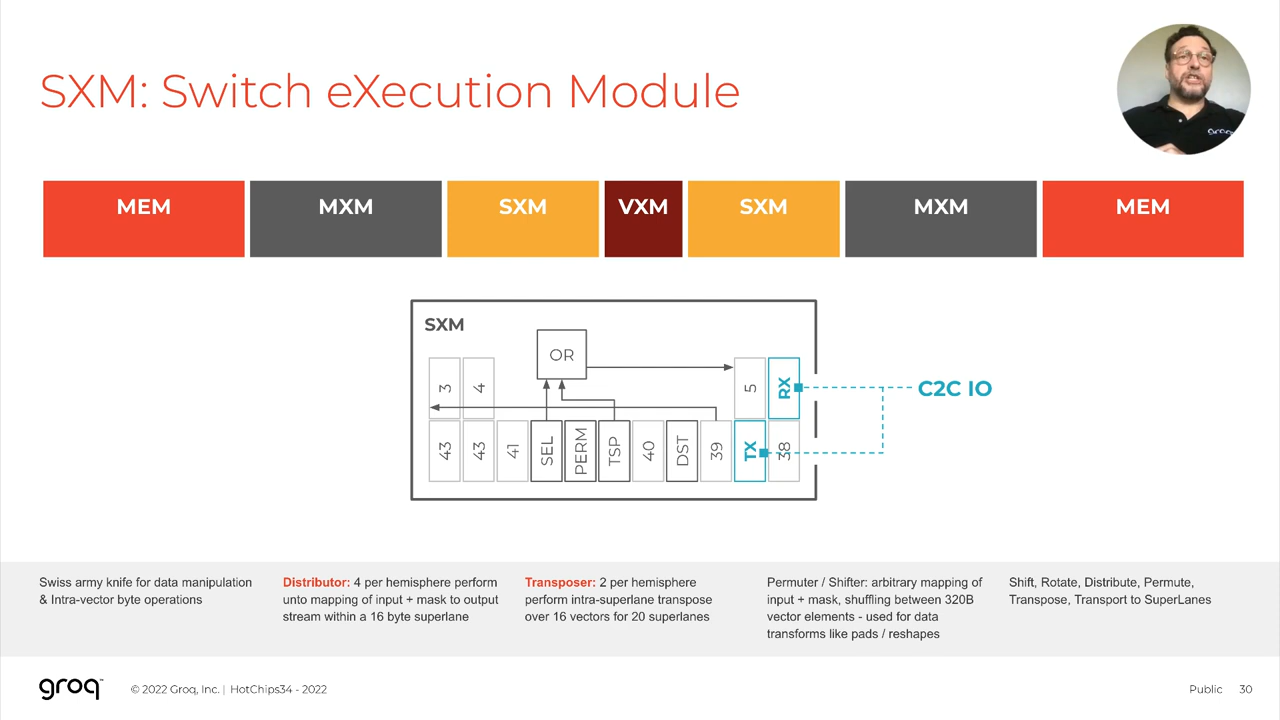 SXM: Switch eXecution Module
groq
MEM
MXM
SXM
VXM
SXM
MXM
MEM
SXM
OR
3
4
5
RX
C2C IO
43
43
41
SEL
PERM
TSP
40
DST
39
TX
38
Swiss army knife for data manipulation
& Intra-vector byte operations
Distributor: 4 per hemisphere perform
unto mapping of input + mask to output
stream within a 16 byte superlane
Transposer: 2 per hemisphere
perform intra-superlane transpose
over 16 vectors for 20 superlanes
Permuter / Shifter: arbitrary mapping of
input + mask, shuffling between 320B
vector elements - used for data
transforms like pads / reshapes
Shift, Rotate, Distribute, Permute,
Transpose, Transport to SuperLanes
groq™
© 2022 Groq, Inc. | HotChips34 - 2022
Public 30